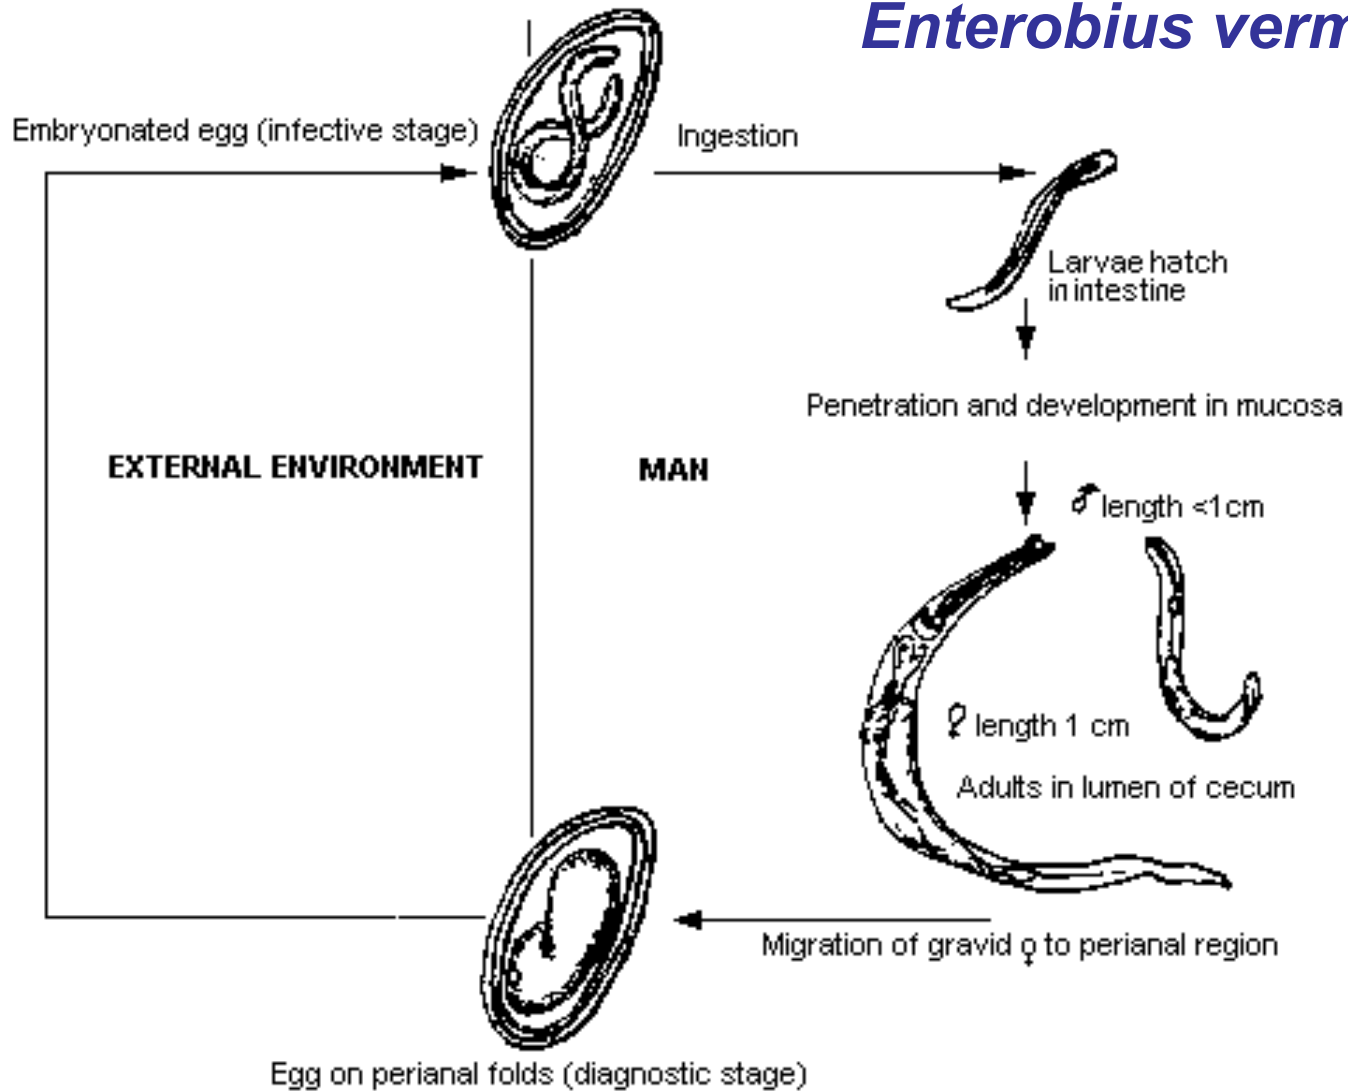 Enterobius verm
Embryonated egg (infective stage)
Ingestion
Larvae hatch
in intestine
Penetration and development in mucosa
EXTERNAL ENVIRONMENT
MAN
♂ length <1cm
♀ length 1 cm
Adults in lumen of cecum
Migration of gravid ♀ to perianal region
Egg on perianal folds (diagnostic stage)